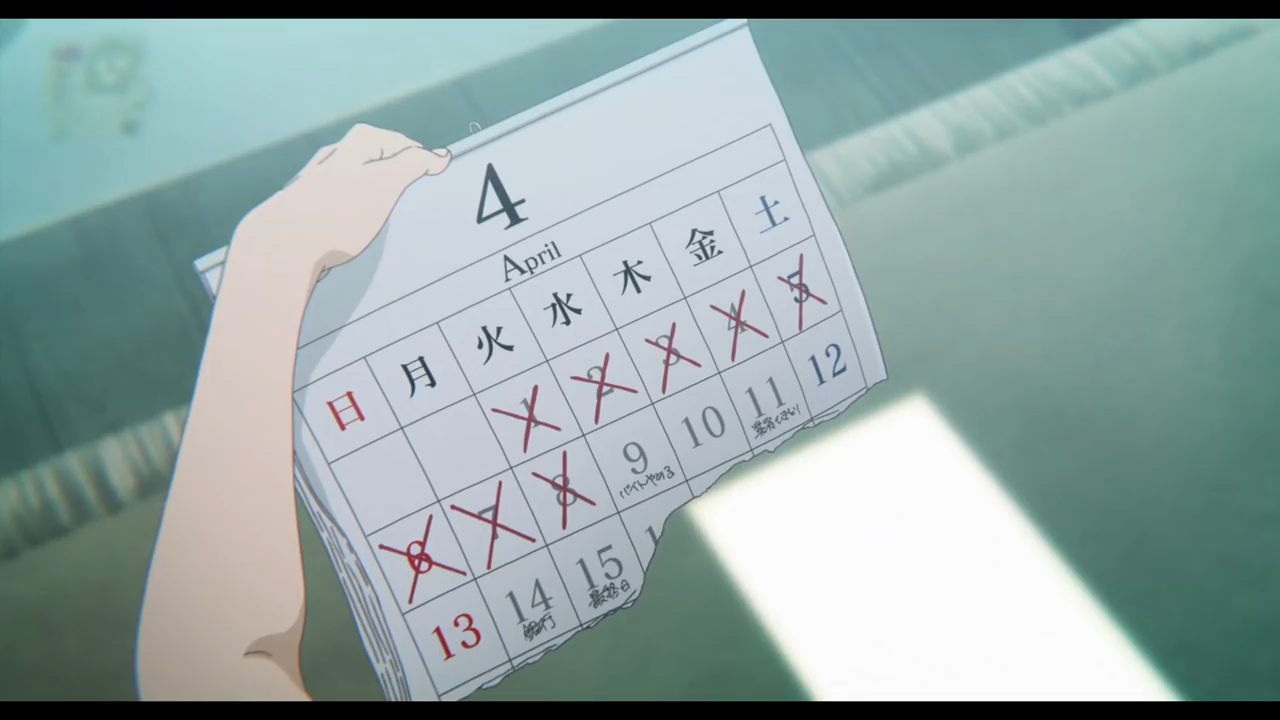 4
April
日 月 火 水 木 金 土
1 2 3 4 5
6 7 8 9 10 11 12
バイトやめる
13 14 15 1
銀行 最終日